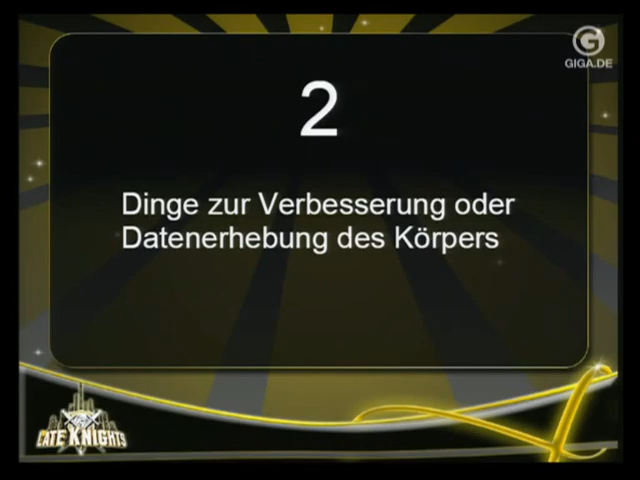 G
GIGA.DE
2
Dinge zur Verbesserung oder
Datenerhebung des Körpers
LATE KNIGHTS